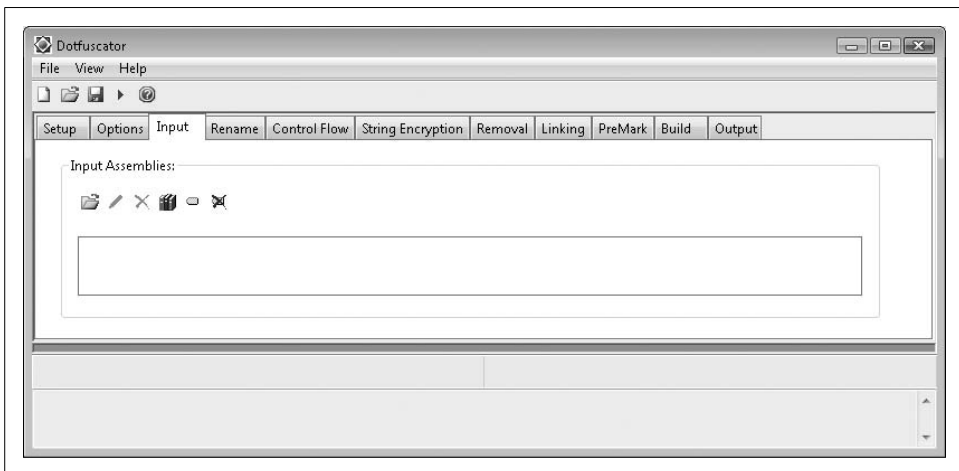 Dotfuscator
File View Help
Setup Options Input Rename Control Flow String Encryption Removal Linking PreMark Build Output
Input Assemblies: